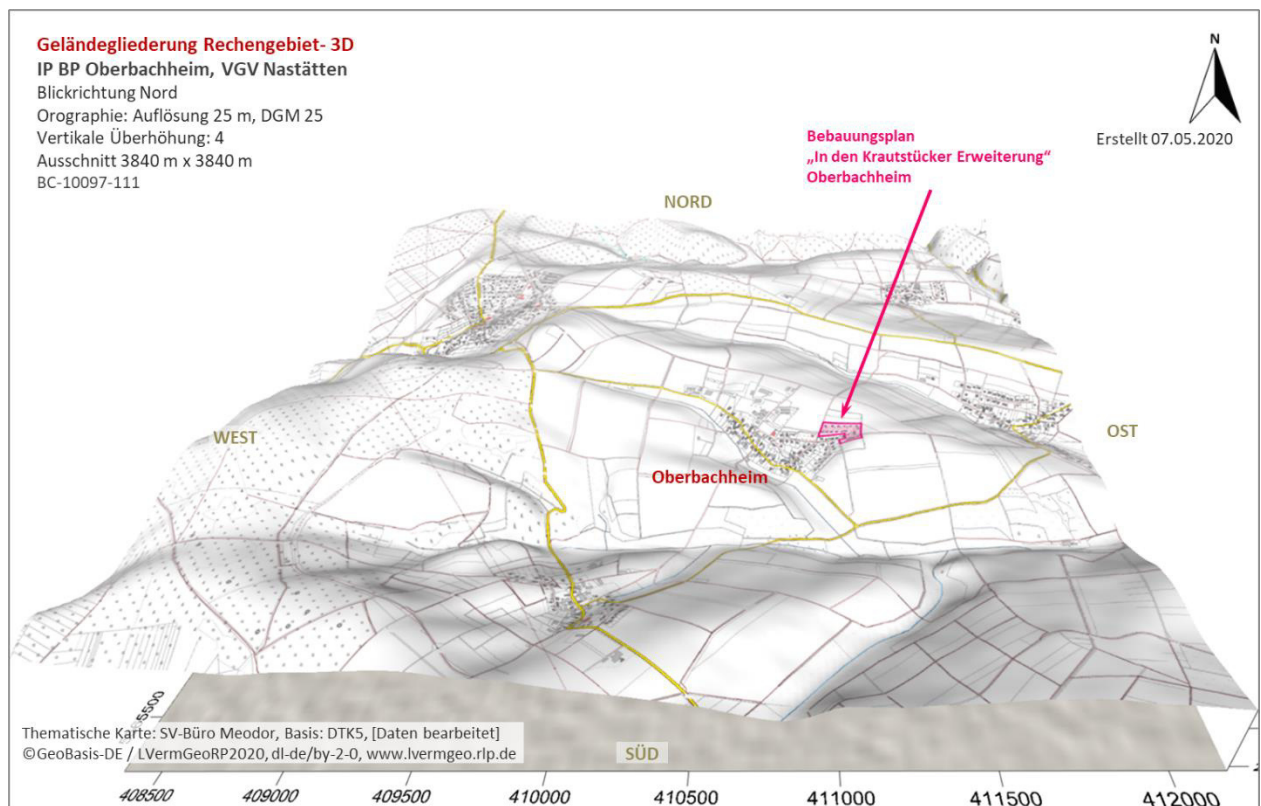 Geländegliederung Rechengebiet- 3D
IP BP Oberbachheim, VGV Nastätten
Blickrichtung Nord
Orographie: Auflösung 25 m, DGM 25
Vertikale Überhöhung: 4
Ausschnitt 3840 m x 3840 m
BC-10097-111
N
Erstellt 07.05.2020
Bebauungsplan
„In den Krautstücker Erweiterung“
Oberbachheim
NORD
WEST
OST
Oberbachheim
Thematische Karte: SV-Büro Meodor, Basis: DTK5, [Daten bearbeitet]
©GeoBasis-DE / LVermGeoRP2020, dl-de/by-2-0, www.lvermgeo.rlp.de
SÜD
408500 409000 409500 410000 410500 411000 411500 412000